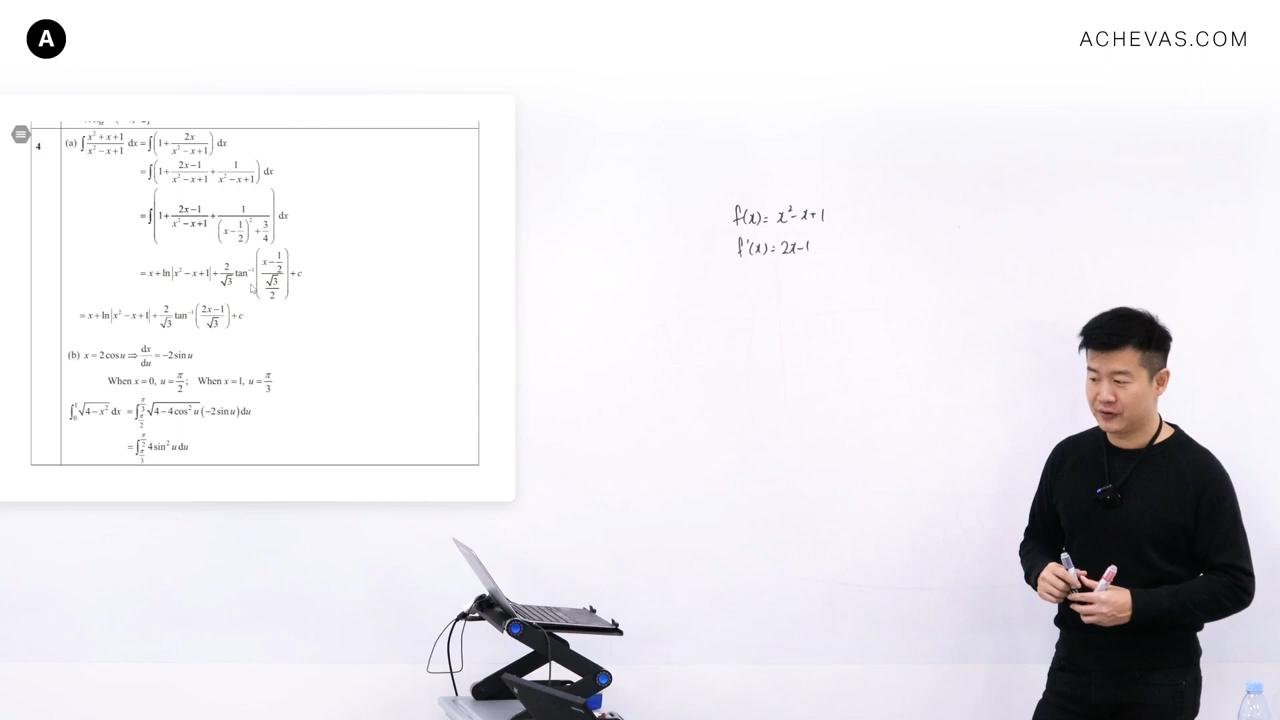 A
ACHEVAS.COM
4
(a) ∫ (x² + x + 1)/(x² − x + 1) dx = ∫ (1 + 2x/(x² − x + 1)) dx
= ∫ (1 + (2x − 1)/(x² − x + 1) + 1/(x² − x + 1)) dx
= ∫ (1 + (2x − 1)/(x² − x + 1) + 1/((x − 1/2)² + 3/4)) dx
= x + ln|x² − x + 1| + 2/√3 tan⁻¹((x − 1/2)/(√3/2)) + c
= x + ln|x² − x + 1| + 2/√3 tan⁻¹((2x − 1)/√3) + c
(b) x = 2cos u ⇒ dx/du = −2sin u
When x = 0, u = π/2; When x = 1, u = π/3
∫₀¹ √(4 − x²) dx = ∫_{π/2}^{π/3} √(4 − 4cos² u) (−2sin u) du
= ∫_{π/3}^{π/2} 4sin² u du
f(x) = x² − x + 1
f'(x) = 2x − 1